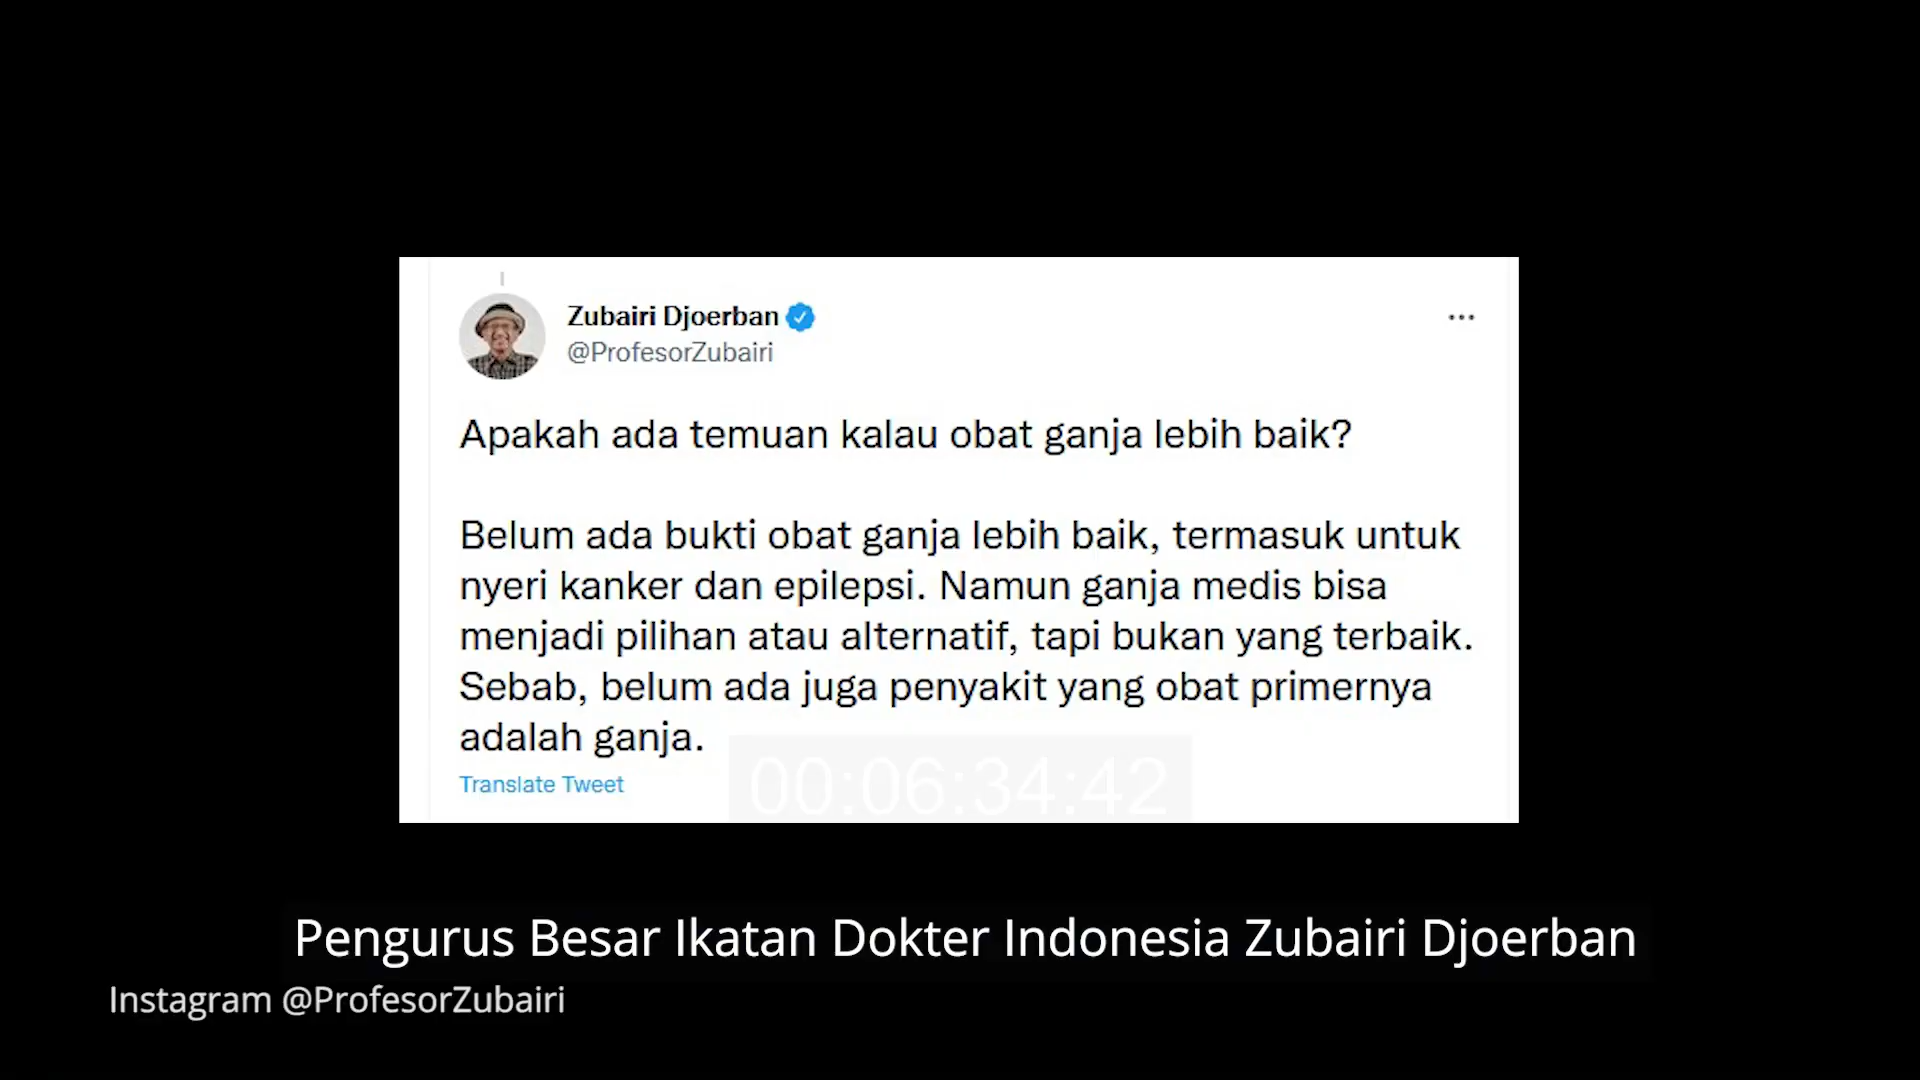 Zubairi Djoerban
@ProfesorZubairi
Apakah ada temuan kalau obat ganja lebih baik?
Belum ada bukti obat ganja lebih baik, termasuk untuk
nyeri kanker dan epilepsi. Namun ganja medis bisa
menjadi pilihan atau alternatif, tapi bukan yang terbaik.
Sebab, belum ada juga penyakit yang obat primernya
adalah ganja.
Translate Tweet
00:06:34:42
Pengurus Besar Ikatan Dokter Indonesia Zubairi Djoerban
Instagram @ProfesorZubairi